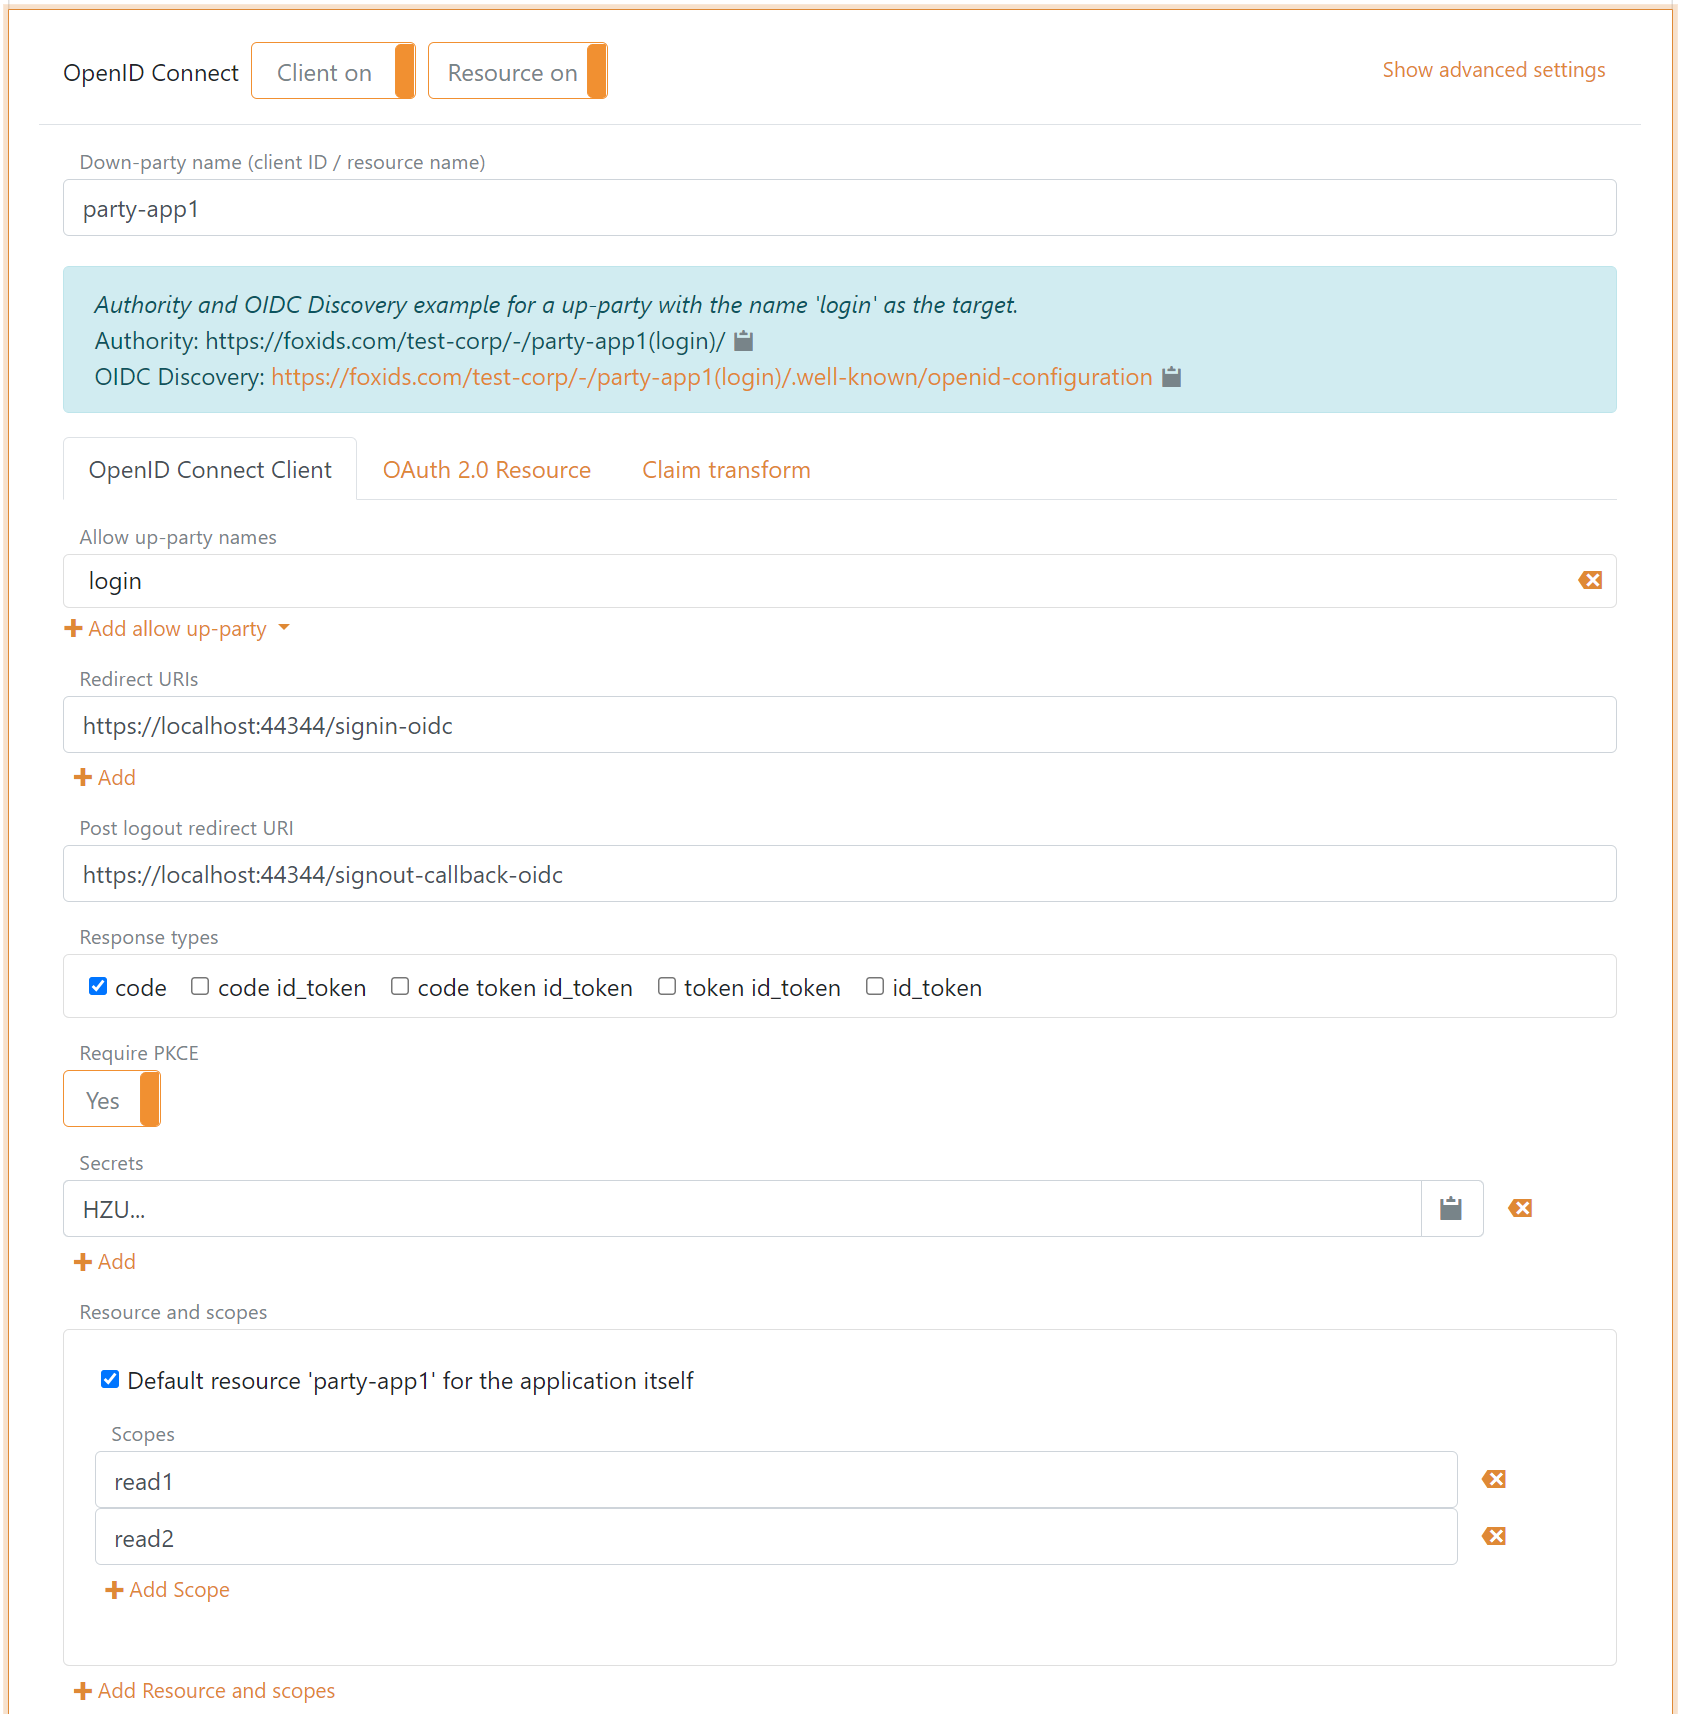 OpenID Connect Client on Resource on Show advanced settings
Down-party name (client ID / resource name)
party-app1
Authority and OIDC Discovery example for a up-party with the name 'login' as the target.
Authority: https://foxids.com/test-corp/-/party-app1(login)/
OIDC Discovery: https://foxids.com/test-corp/-/party-app1(login)/.well-known/openid-configuration
OpenID Connect Client OAuth 2.0 Resource Claim transform
Allow up-party names
login
Add allow up-party
Redirect URIs
https://localhost:44344/signin-oidc
Add
Post logout redirect URI
https://localhost:44344/signout-callback-oidc
Response types
code code id_token code token id_token token id_token id_token
Require PKCE
Yes
Secrets
HZU...
Add
Resource and scopes
Default resource 'party-app1' for the application itself
Scopes
read1
read2
Add Scope
Add Resource and scopes